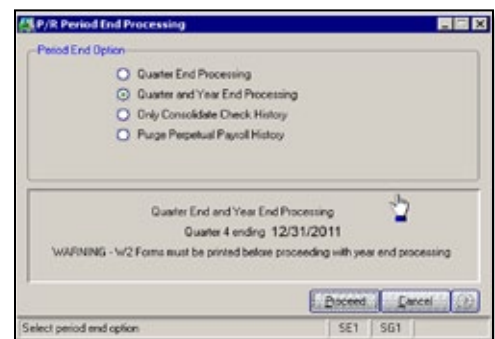 P/R Period End Processing
Period End Option
Quarter End Processing
Quarter and Year End Processing
Only Consolidate Check History
Purge Perpetual Payroll History
Quarter End and Year End Processing
Quarter 4 ending 12/31/2011
WARNING - W2 Forms must be printed before proceeding with year end processing
Proceed Cancel
Select period end option SE1 SG1